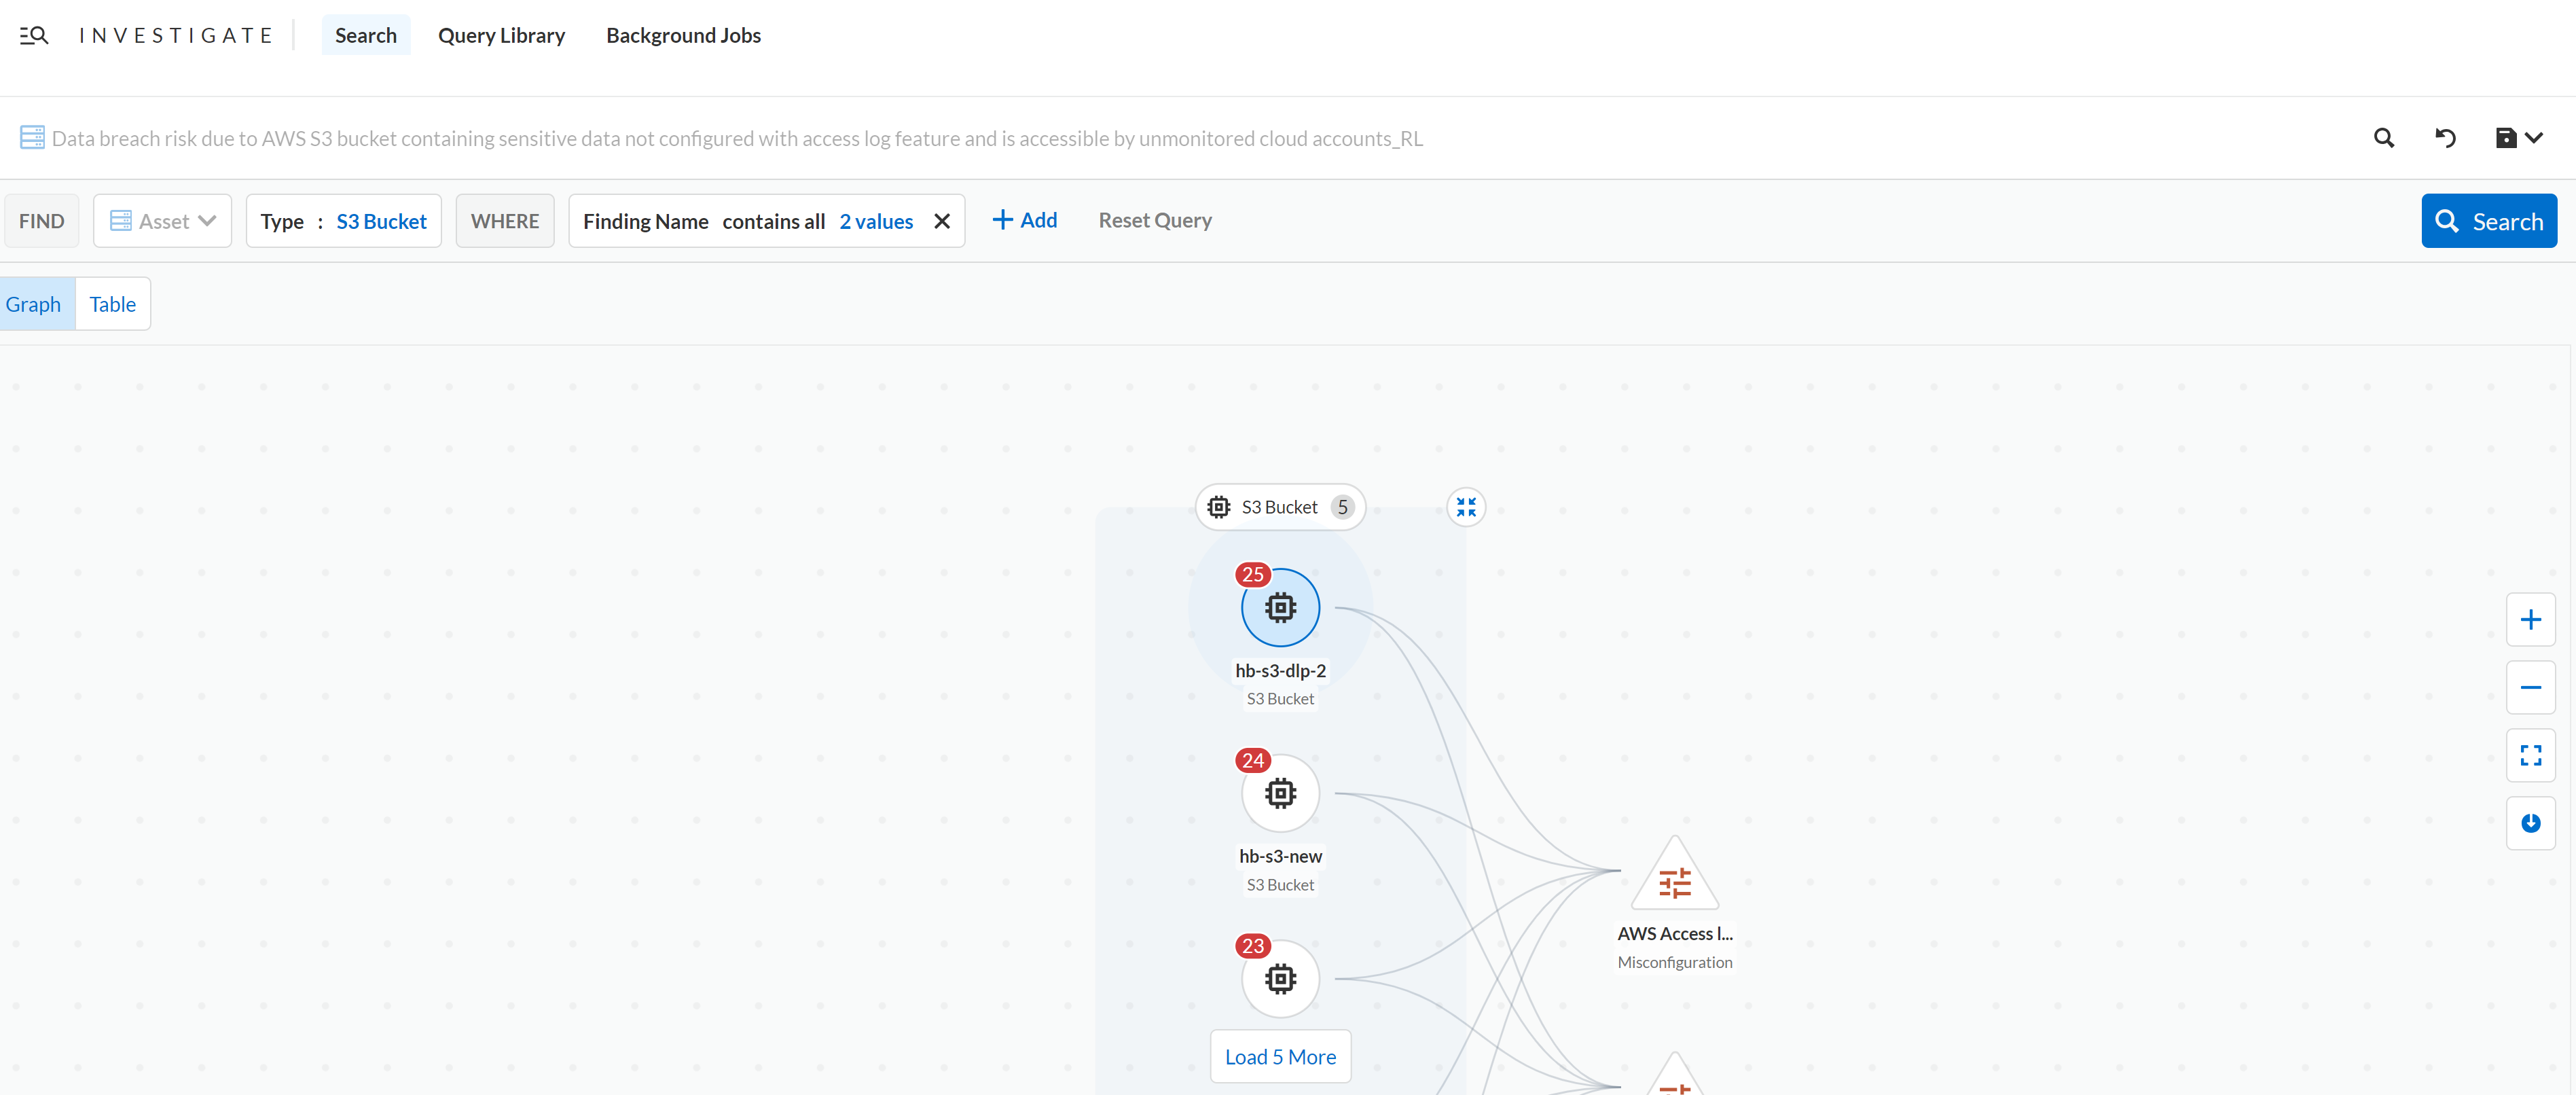 INVESTIGATE
Search
Query Library
Background Jobs
Data breach risk due to AWS S3 bucket containing sensitive data not configured with access log feature and is accessible by unmonitored cloud accounts_RL
FIND
Asset
Type : S3 Bucket
WHERE
Finding Name contains all 2 values
+ Add
Reset Query
Search
Graph
Table
S3 Bucket 5
25
hb-s3-dlp-2
S3 Bucket
24
hb-s3-new
S3 Bucket
AWS Access l...
Misconfiguration
23
Load 5 More